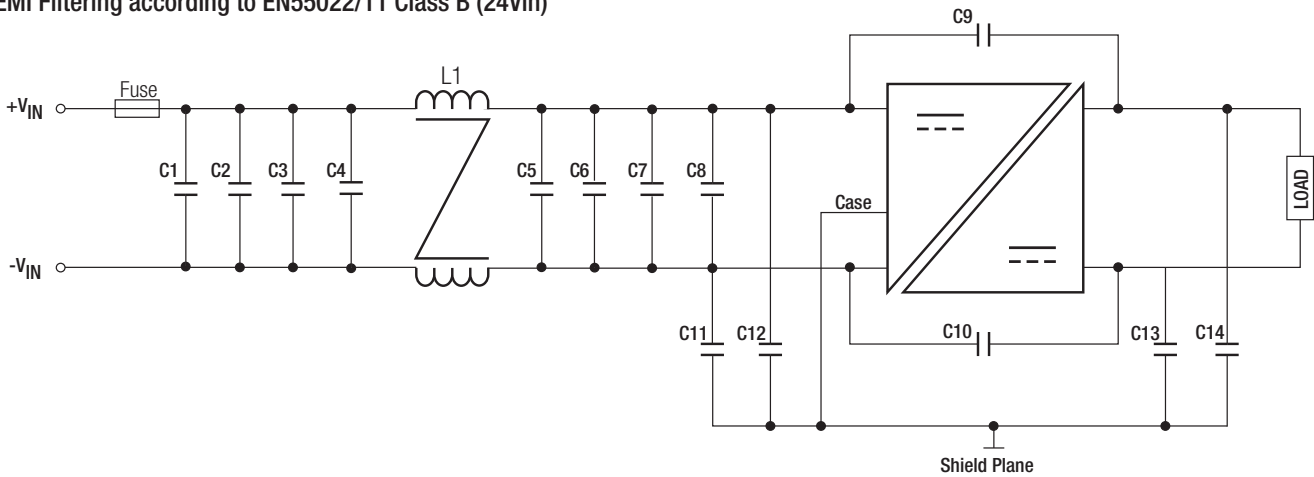 EMI Filtering according to EN55022/11 Class B (24Vin)
C9
L1
Fuse
+VIN
C1
C2
C3
C4
C5
C6
C7
C8
Case
LOAD
-VIN
C10
C11
C12
C13
C14
Shield Plane